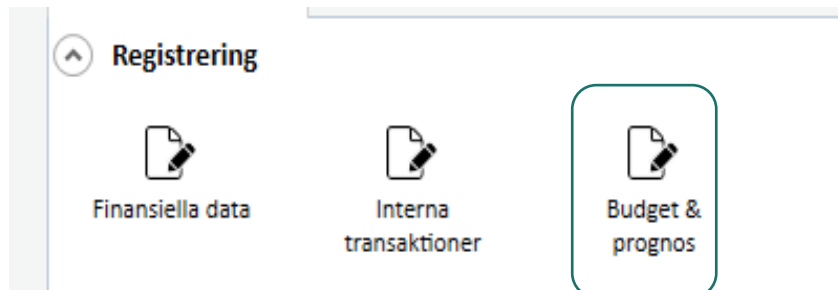 Registrering
Finansiella data
Interna
transaktioner
Budget &
prognos